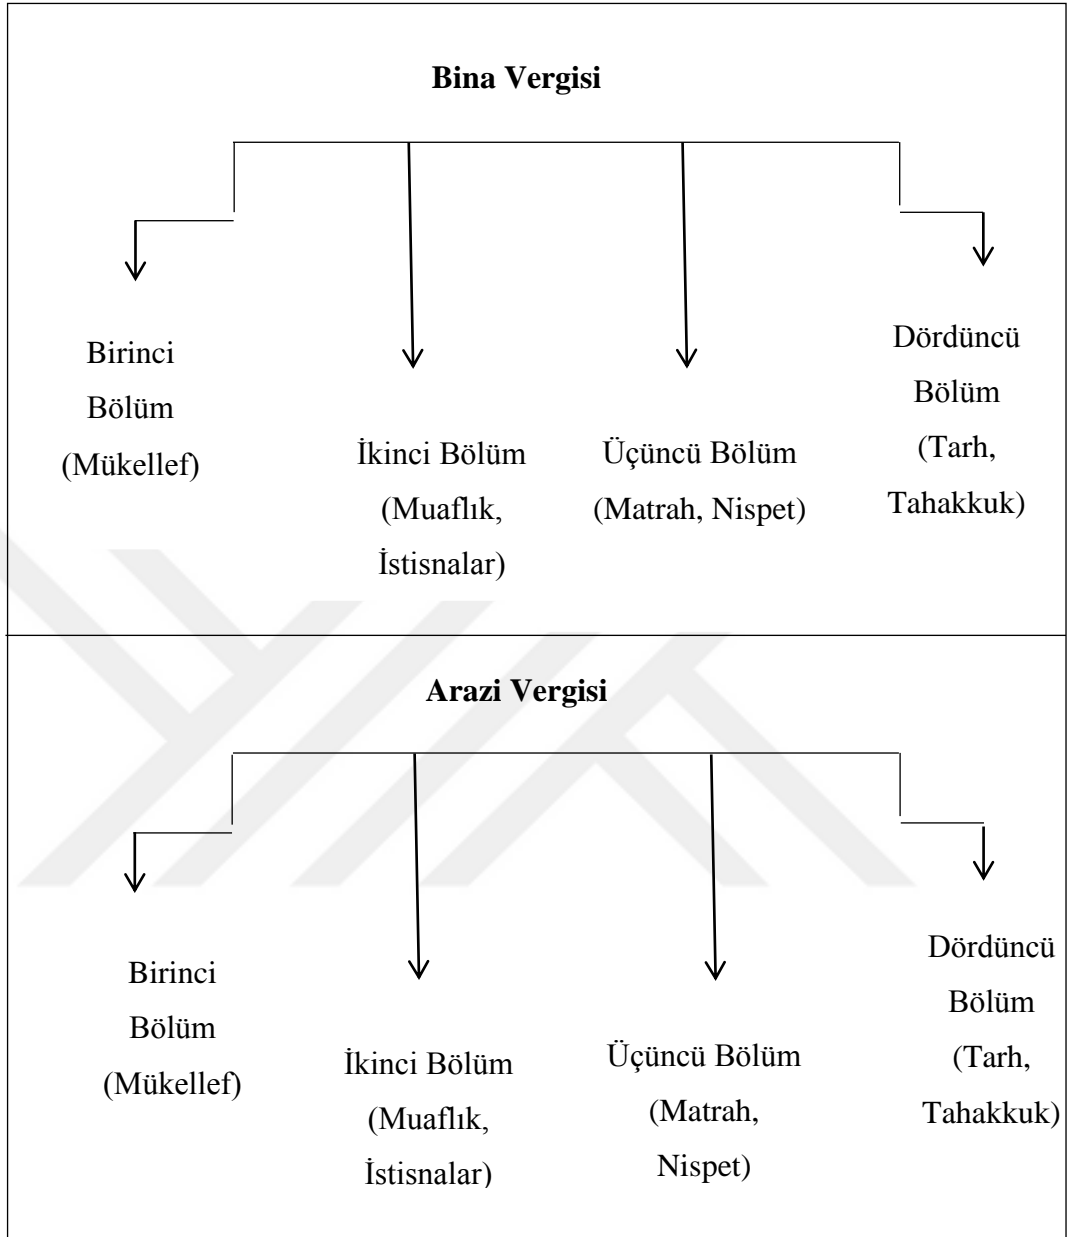 Bina Vergisi
Birinci
Bölüm
(Mükellef)
İkinci Bölüm
(Muaflık,
İstisnalar)
Üçüncü Bölüm
(Matrah, Nispet)
Dördüncü
Bölüm
(Tarh,
Tahakkuk)
Arazi Vergisi
Birinci
Bölüm
(Mükellef)
İkinci Bölüm
(Muaflık,
İstisnalar)
Üçüncü Bölüm
(Matrah,
Nispet)
Dördüncü
Bölüm
(Tarh,
Tahakkuk)